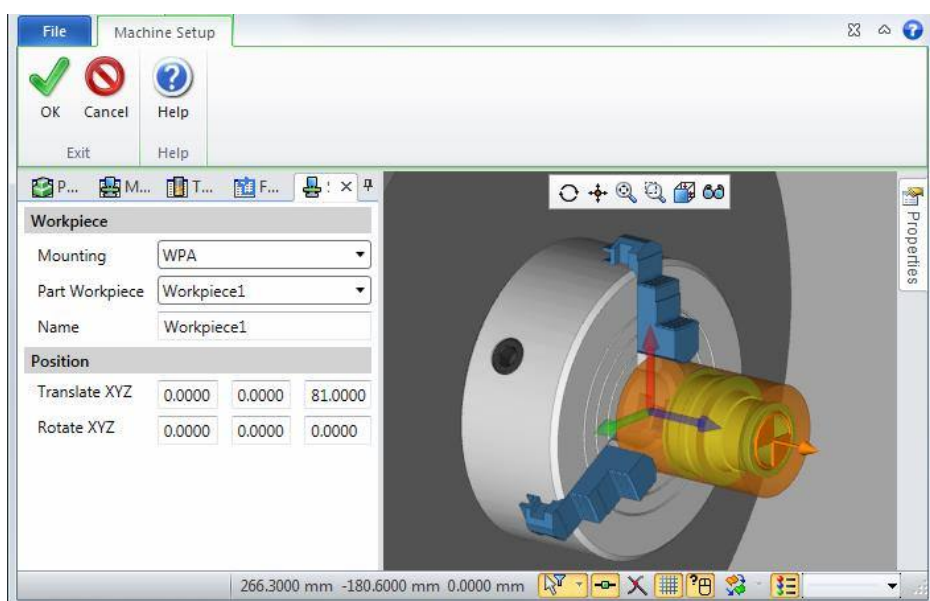 File Machine Setup
OK Cancel Help
Exit Help
P... M... T... F... :
Workpiece
Mounting WPA
Part Workpiece Workpiece1
Name Workpiece1
Position
Translate XYZ 0.0000 0.0000 81.0000
Rotate XYZ 0.0000 0.0000 0.0000
Properties
266.3000 mm -180.6000 mm 0.0000 mm